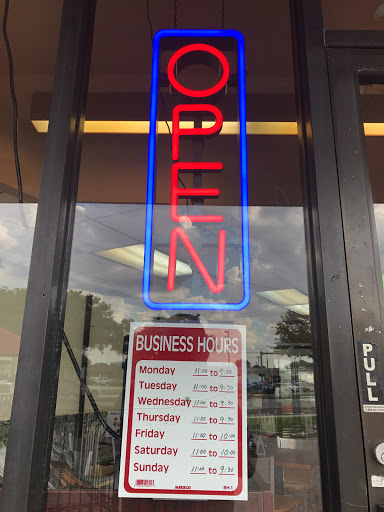 OPEN
BUSINESS HOURS
Monday 11:00 to 9:30
Tuesday 11:00 to 9:30
Wednesday 11:00 to 9:30
Thursday 11:00 to 9:30
Friday 11:00 to 10:00
Saturday 11:00 to 10:00
Sunday 11:00 to 9:30
PULL